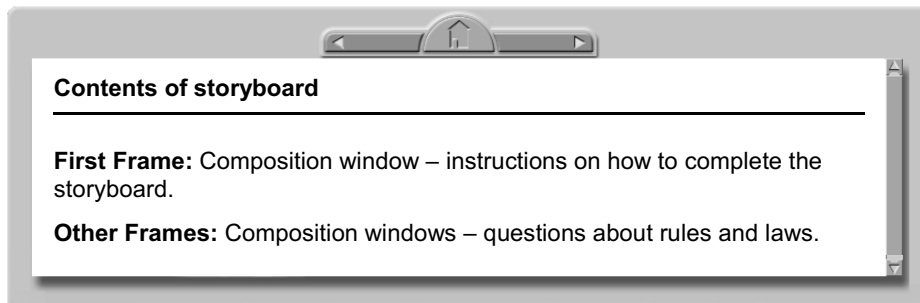 Contents of storyboard
First Frame: Composition window – instructions on how to complete the
storyboard.
Other Frames: Composition windows – questions about rules and laws.